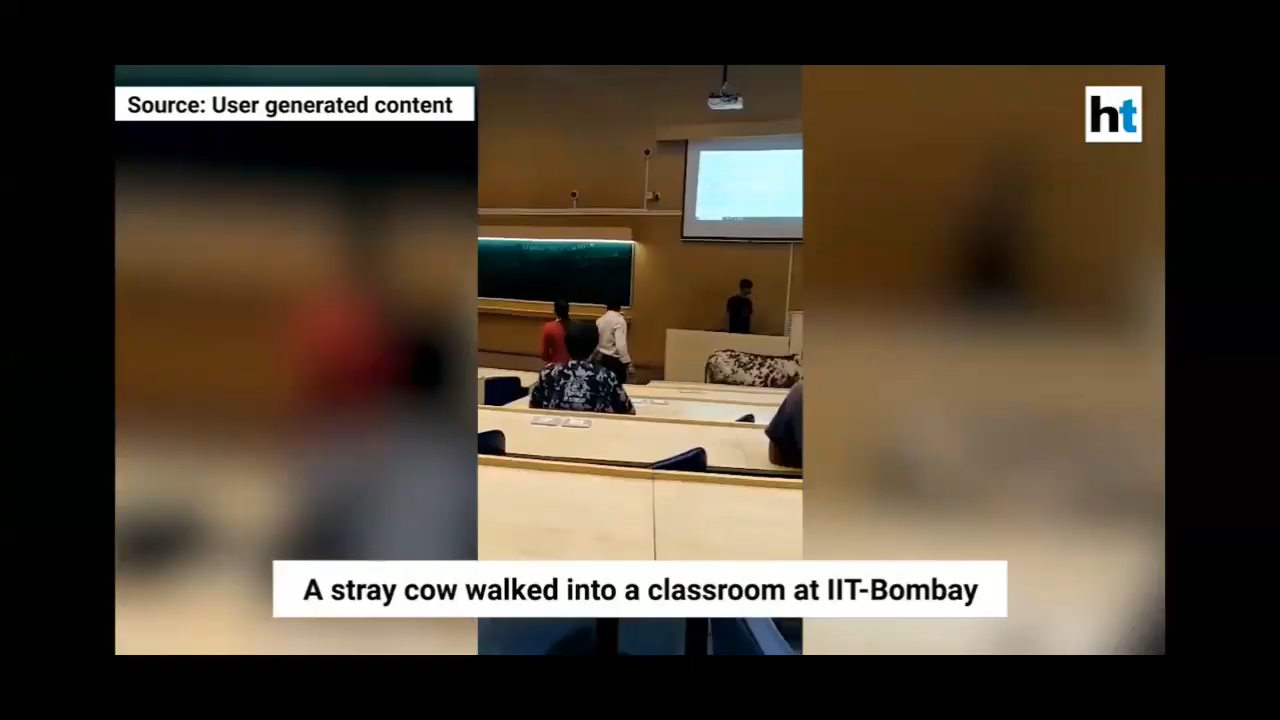 Source: User generated content
ht
A stray cow walked into a classroom at IIT-Bombay